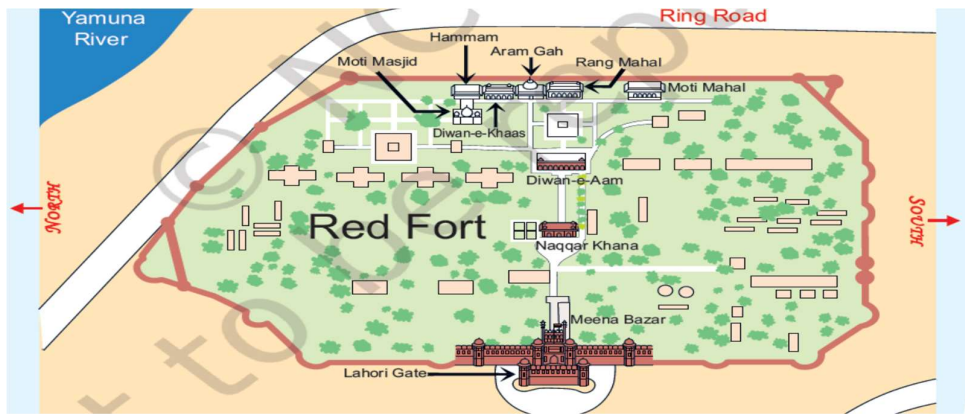 Yamuna
River
Ring Road
Hammam
Aram Gah
Moti Masjid
Rang Mahal
Moti Mahal
Diwan-e-Khaas
Diwan-e-Aam
NORTH
SOUTH
Red Fort
Naqqar Khana
Meena Bazar
Lahori Gate